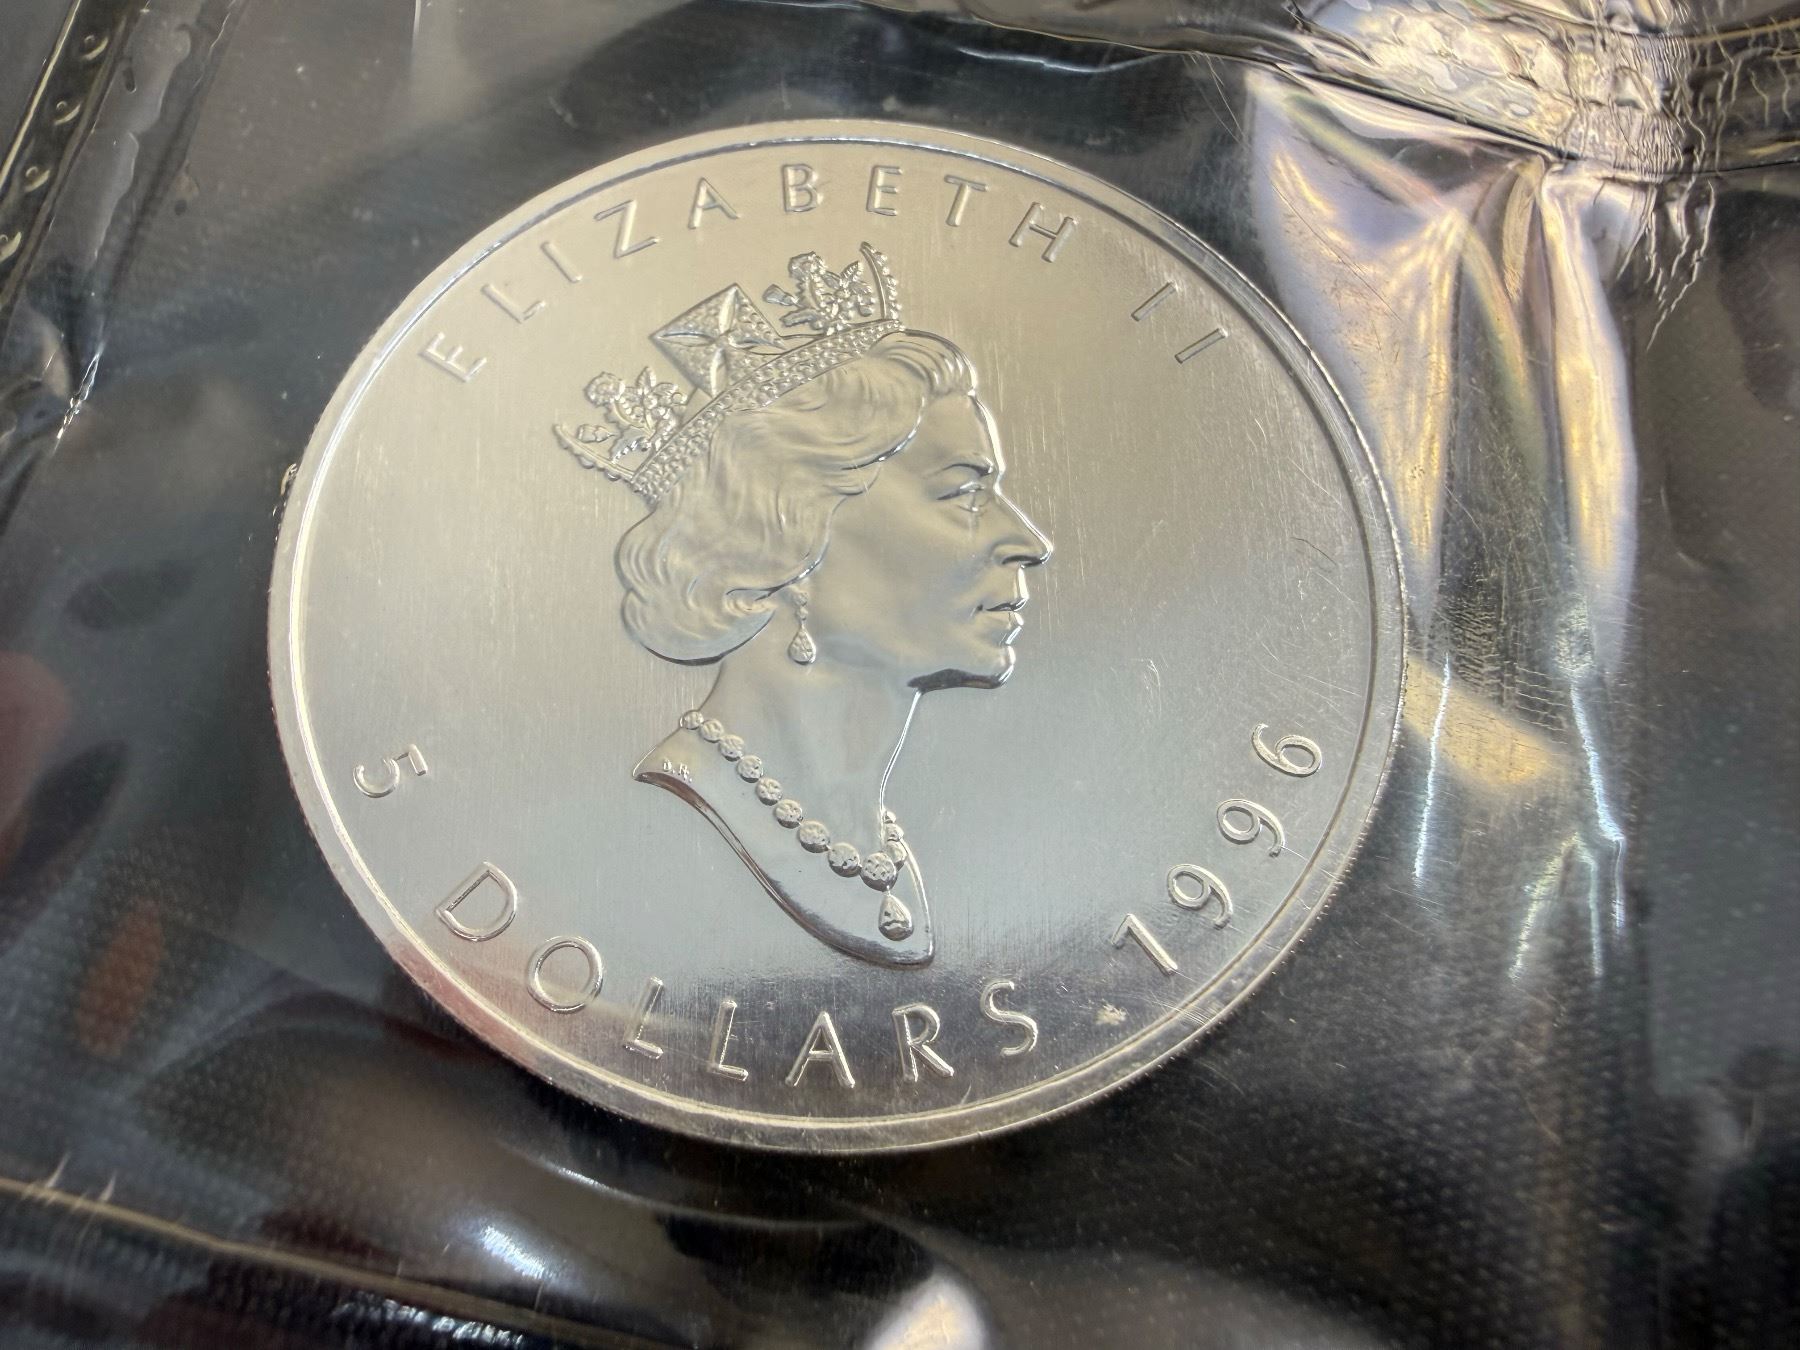 ELIZABETH II
5 DOLLARS 1996
D.H.